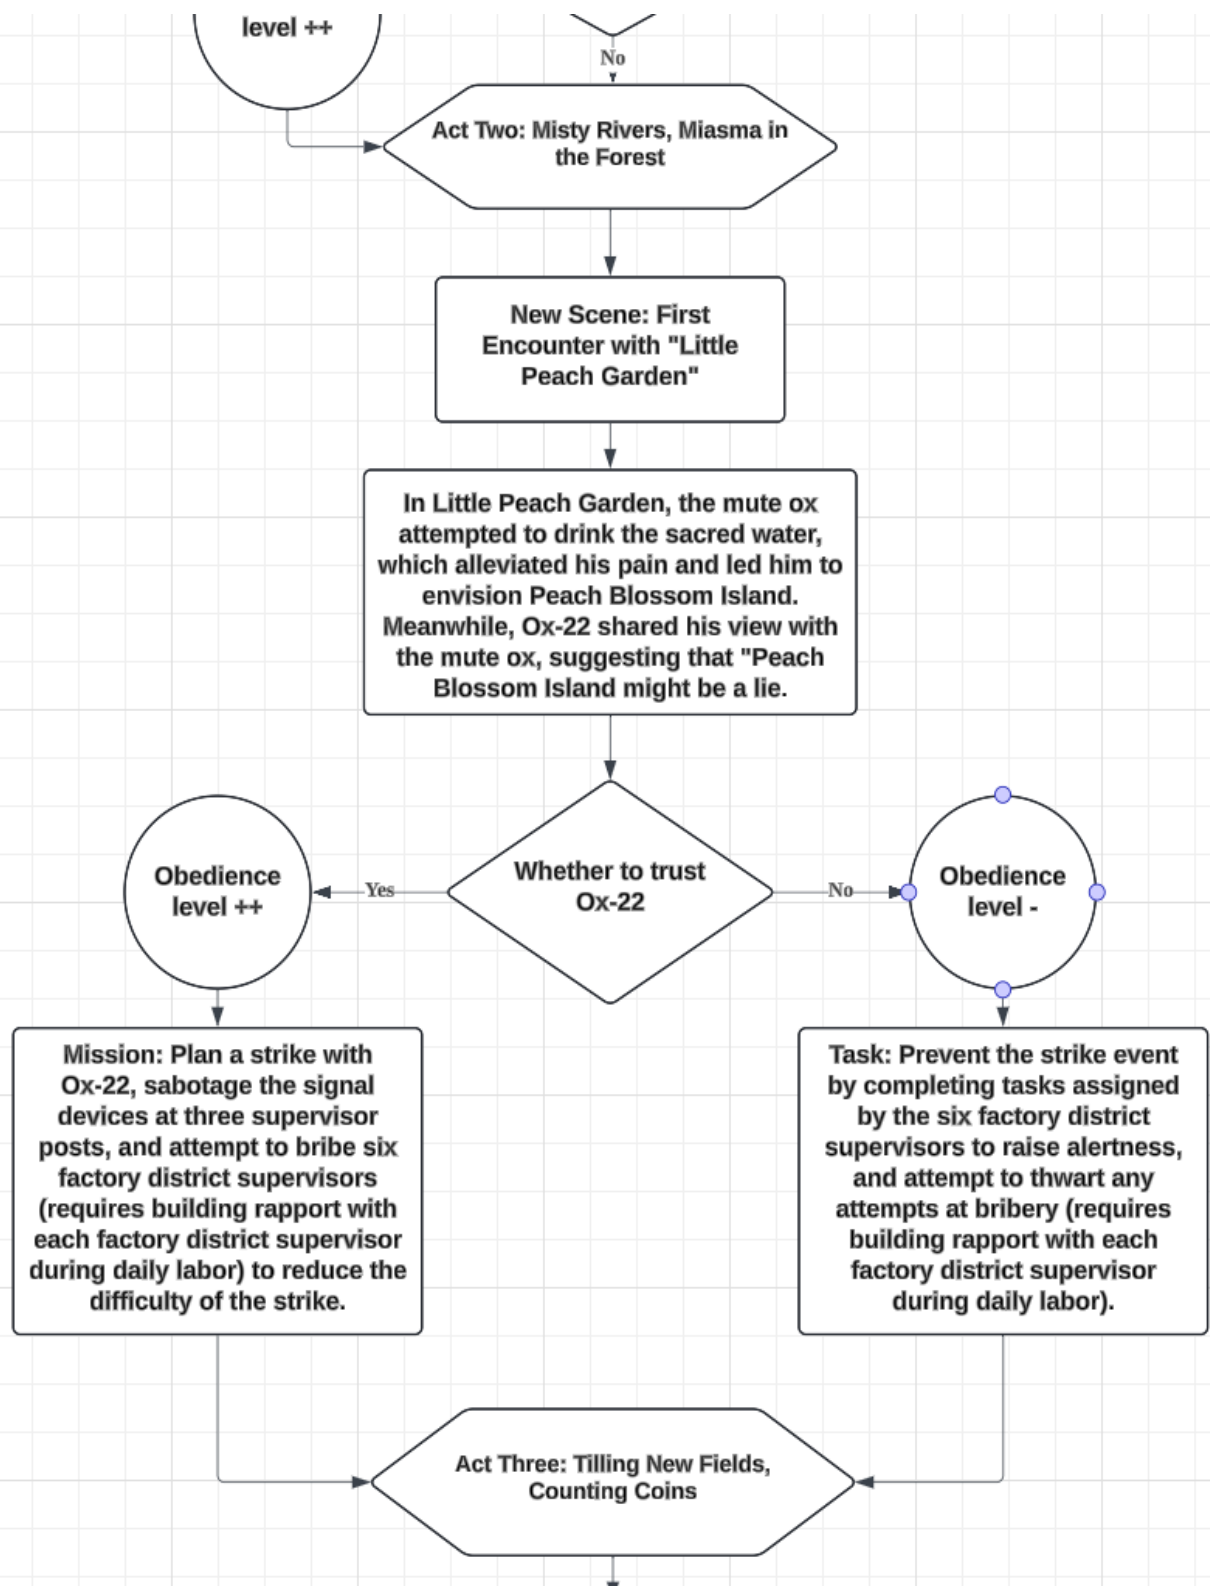 level ++
No
Act Two: Misty Rivers, Miasma in
the Forest
New Scene: First
Encounter with "Little
Peach Garden"
In Little Peach Garden, the mute ox
attempted to drink the sacred water,
which alleviated his pain and led him to
envision Peach Blossom Island.
Meanwhile, Ox-22 shared his view with
the mute ox, suggesting that "Peach
Blossom Island might be a lie.
Whether to trust
Ox-22
Yes
No
Obedience
level ++
Obedience
level -
Mission: Plan a strike with
Ox-22, sabotage the signal
devices at three supervisor
posts, and attempt to bribe six
factory district supervisors
(requires building rapport with
each factory district supervisor
during daily labor) to reduce the
difficulty of the strike.
Task: Prevent the strike event
by completing tasks assigned
by the six factory district
supervisors to raise alertness,
and attempt to thwart any
attempts at bribery (requires
building rapport with each
factory district supervisor
during daily labor).
Act Three: Tilling New Fields,
Counting Coins